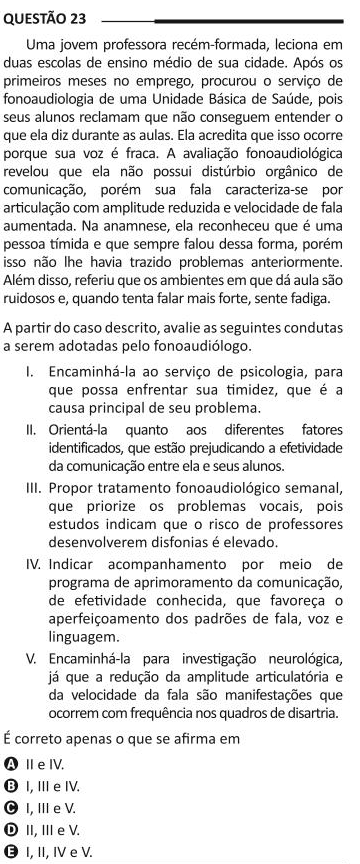 QUESTÃO 23
Uma jovem professora recém-formada, leciona em
duas escolas de ensino médio de sua cidade. Após os
primeiros meses no emprego, procurou o serviço de
fonoaudiologia de uma Unidade Básica de Saúde, pois
seus alunos reclamam que não conseguem entender o
que ela diz durante as aulas. Ela acredita que isso ocorre
porque sua voz é fraca. A avaliação fonoaudiológica
revelou que ela não possui distúrbio orgânico de
comunicação, porém sua fala caracteriza-se por
articulação com amplitude reduzida e velocidade de fala
aumentada. Na anamnese, ela reconheceu que é uma
pessoa tímida e que sempre falou dessa forma, porém
isso não lhe havia trazido problemas anteriormente.
Além disso, referiu que os ambientes em que dá aula são
ruidosos e, quando tenta falar mais forte, sente fadiga.
A partir do caso descrito, avalie as seguintes condutas
a serem adotadas pelo fonoaudiólogo.
I. Encaminhá-la ao serviço de psicologia, para
que possa enfrentar sua timidez, que é a
causa principal de seu problema.
II. Orientá-la quanto aos diferentes fatores
identificados, que estão prejudicando a efetividade
da comunicação entre ela e seus alunos.
III. Propor tratamento fonoaudiológico semanal,
que priorize os problemas vocais, pois
estudos indicam que o risco de professores
desenvolverem disfonias é elevado.
IV. Indicar acompanhamento por meio de
programa de aprimoramento da comunicação,
de efetividade conhecida, que favoreça o
aperfeiçoamento dos padrões de fala, voz e
linguagem.
V. Encaminhá-la para investigação neurológica,
já que a redução da amplitude articulatória e
da velocidade da fala são manifestações que
ocorrem com frequência nos quadros de disartria.
É correto apenas o que se afirma em
A II e IV.
B I, III e IV.
C I, III e V.
D II, III e V.
E I, II, IV e V.